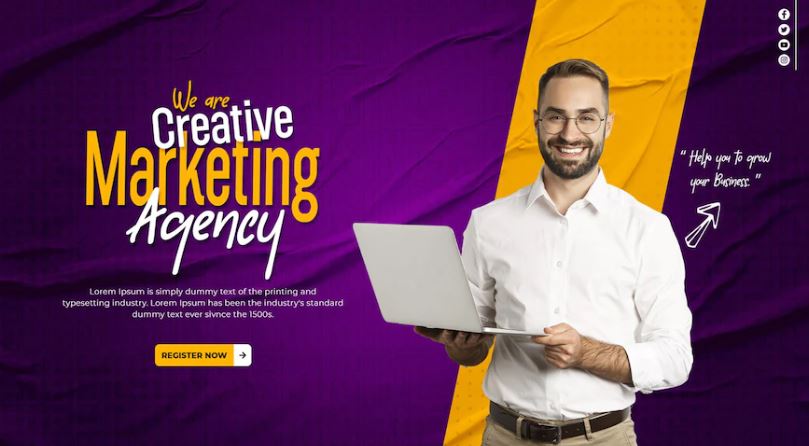 We are
Creative
Marketing
Agency
Lorem Ipsum is simply dummy text of the printing and
typesetting industry. Lorem Ipsum has been the industry's standard
dummy text ever sivnce the 1500s.
REGISTER NOW
" Help you to grow
your Business. "